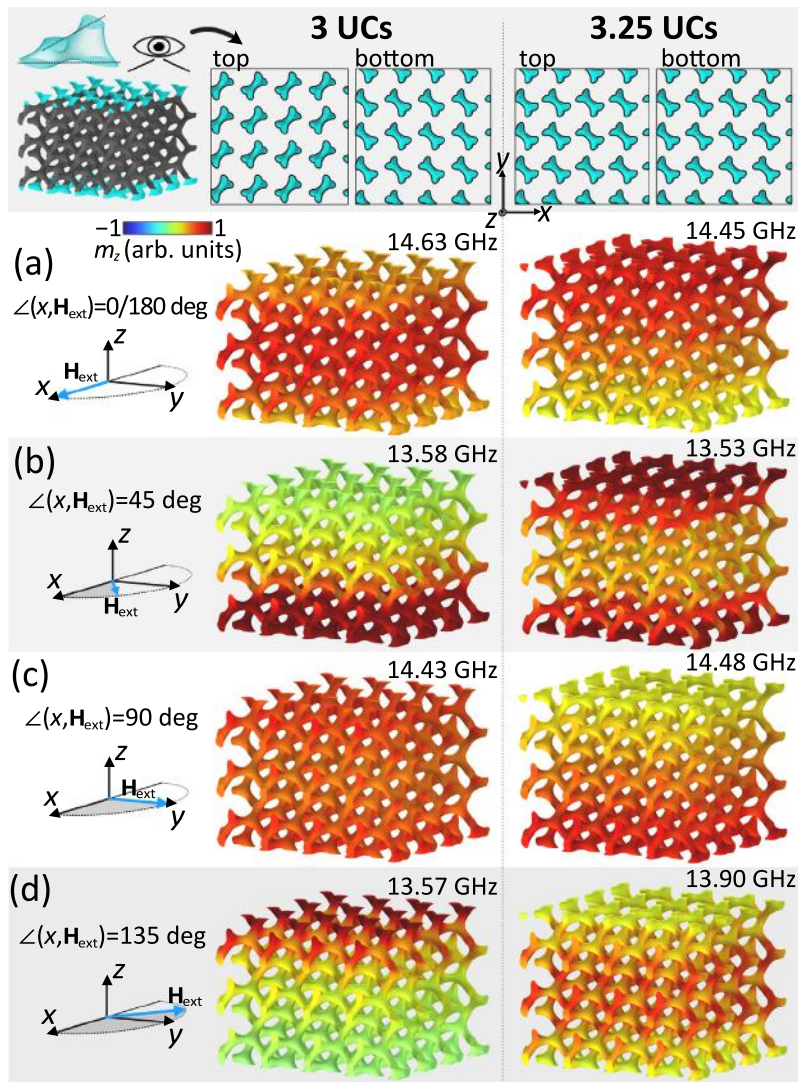 3 UCs
3.25 UCs
top
bottom
top
bottom
y
z
x
−1
1
m_z (arb. units)
(a)
14.63 GHz
14.45 GHz
∠(x,H_ext)=0/180 deg
z
H_ext
x
y
(b)
13.58 GHz
13.53 GHz
∠(x,H_ext)=45 deg
z
x
y
H_ext
(c)
14.43 GHz
14.48 GHz
∠(x,H_ext)=90 deg
z
H_ext
x
y
(d)
13.57 GHz
13.90 GHz
∠(x,H_ext)=135 deg
z
H_ext
x
y